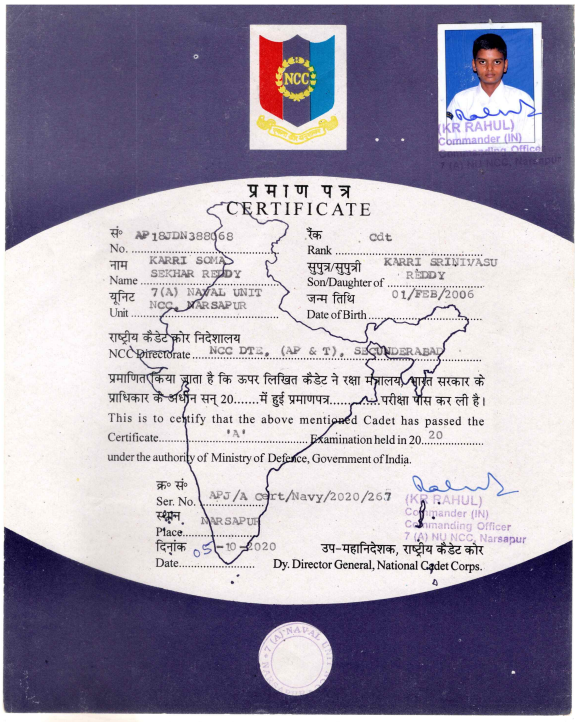 NCC
(KR RAHUL)
Commander (IN)
Commanding Officer
प्रमाण पत्र
CERTIFICATE
सं० AP18JDN388068
No.
रैंक Cdt
Rank
नाम KARRI SOMA
Name SEKHAR REDDY
सुपुत्र/सुपुत्री KARRI SRINIVASU
Son/Daughter of REDDY
यूनिट 7(A) NAVAL UNIT
Unit NCC, NARSAPUR
जन्म तिथि 01/FEB/2006
Date of Birth
राष्ट्रीय कैडेट कोर निदेशालय
NCC Directorate NCC DTE, (AP & T), SECUNDERABAD
प्रमाणित किया जाता है कि ऊपर लिखित कैडेट ने रक्षा मंत्रालय, भारत सरकार के
प्राधिकार के अधीन सन् 20......में हुई प्रमाणपत्र............परीक्षा पास कर ली है।
This is to certify that the above mentioned Cadet has passed the
Certificate 'A' Examination held in 20 20
under the authority of Ministry of Defence, Government of India.
क्र० सं०
Ser. No. APJ/A cert/Navy/2020/267
(KR RAHUL)
Commander (IN)
Commanding Officer
7 (A) NU NCC, Narsapur
स्थान NARSAPUR
Place
दिनांक 05-10-2020
Date
उप-महानिदेशक, राष्ट्रीय कैडेट कोर
Dy. Director General, National Cadet Corps.
7 (A) NAVAL UNIT